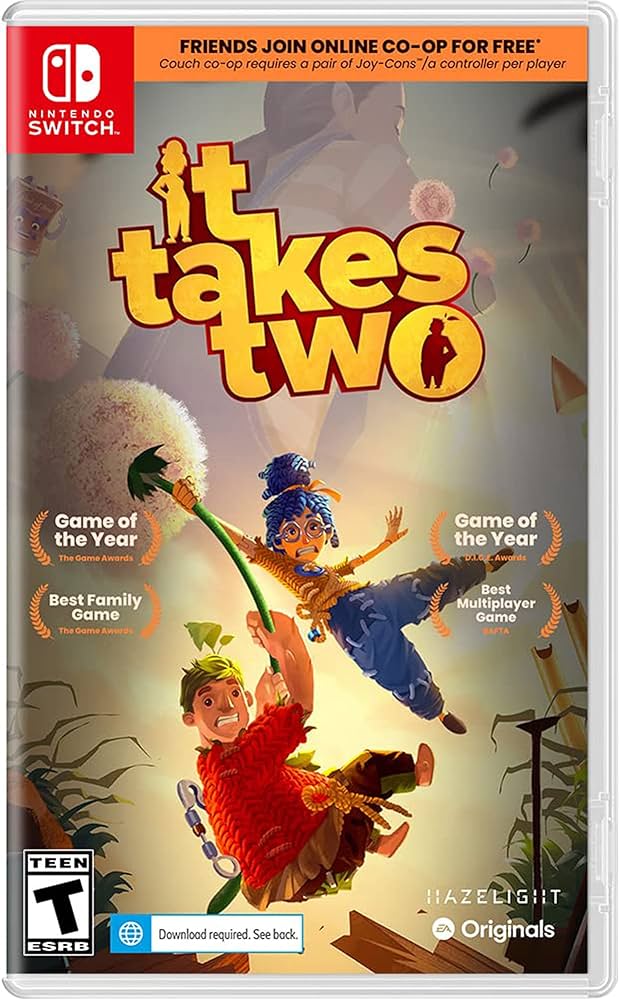 NINTENDO
SWITCH™
FRIENDS JOIN ONLINE CO-OP FOR FREE*
Couch co-op requires a pair of Joy-Cons™/a controller per player
it
takes
two
Game of
the Year
The Game Awards
Game of
the Year
D.I.C.E. Awards
Best Family
Game
The Game Awards
Best
Multiplayer
Game
BAFTA
TEEN
T
ESRB
Download required. See back.
HAZELIGHT
EA Originals